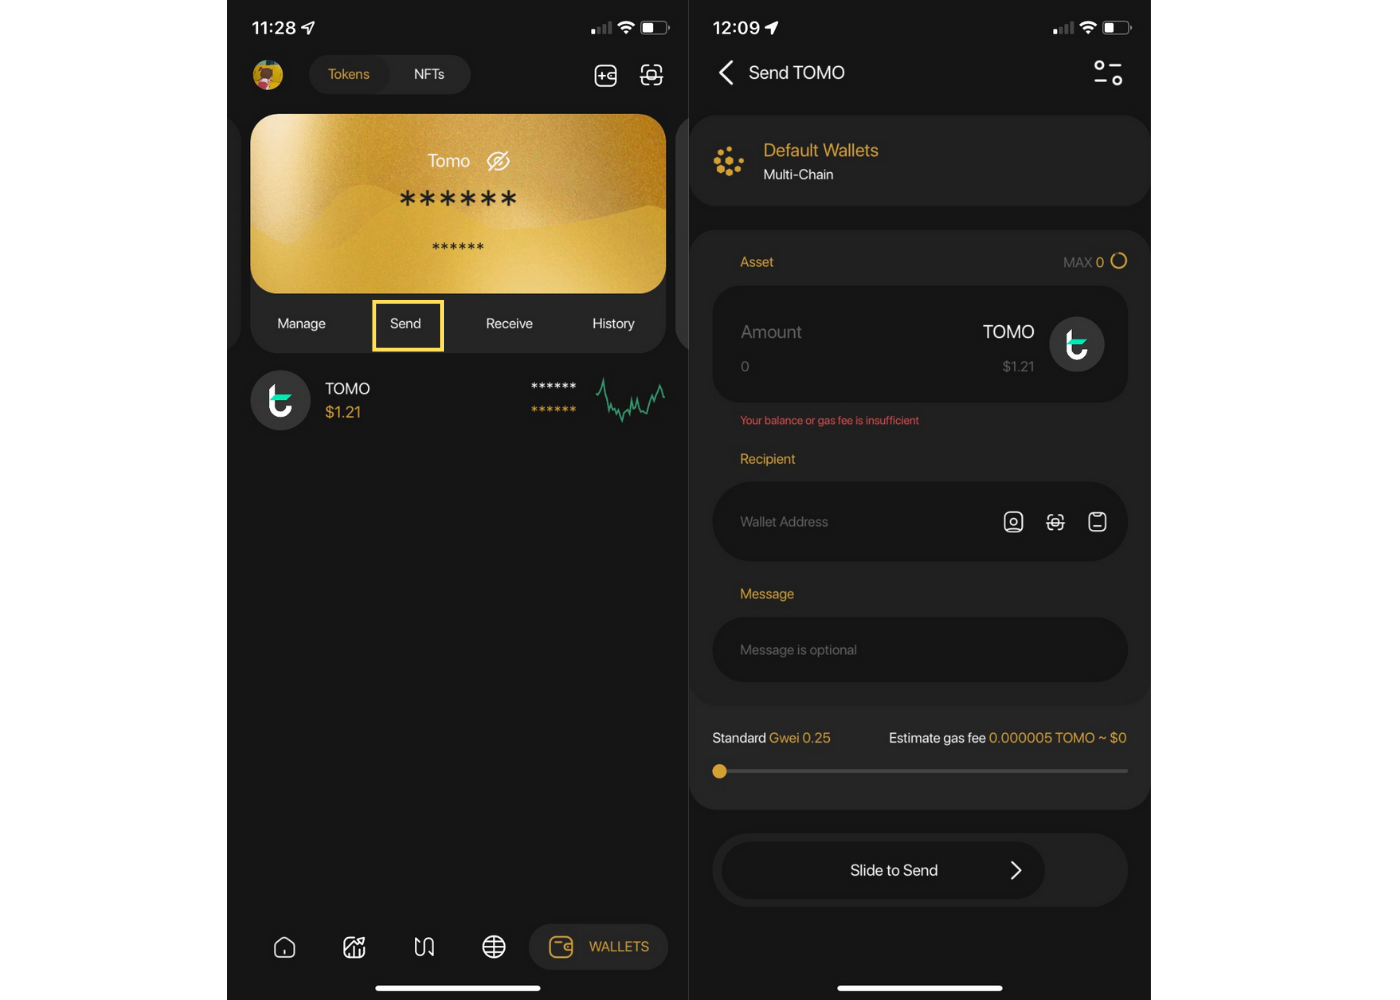 11:28
Tokens
NFTs
Tomo
******
******
Manage
Send
Receive
History
TOMO
******
$1.21
******
WALLETS
12:09
Send TOMO
Default Wallets
Multi-Chain
Asset
MAX 0
Amount
TOMO
0
$1.21
Your balance or gas fee is insufficient
Recipient
Wallet Address
Message
Message is optional
Standard Gwei 0.25
Estimate gas fee 0.000005 TOMO ~ $0
Slide to Send